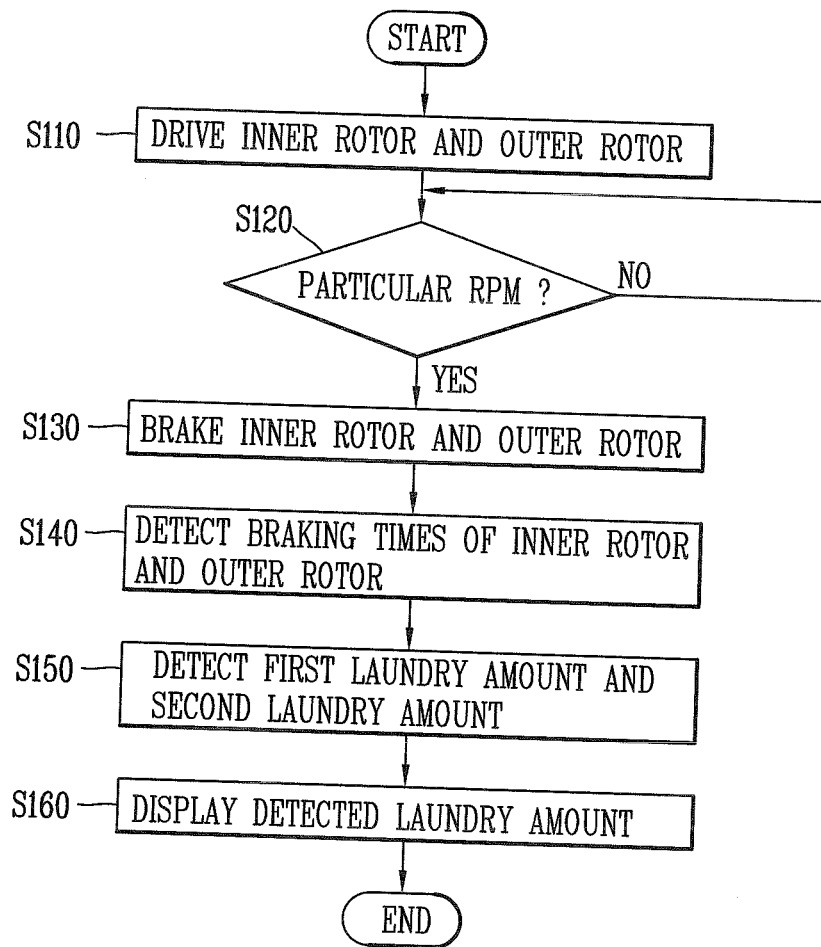 START
S110
DRIVE INNER ROTOR AND OUTER ROTOR
S120
PARTICULAR RPM ?
NO
YES
S130
BRAKE INNER ROTOR AND OUTER ROTOR
S140
DETECT BRAKING TIMES OF INNER ROTOR
AND OUTER ROTOR
S150
DETECT FIRST LAUNDRY AMOUNT AND
SECOND LAUNDRY AMOUNT
S160
DISPLAY DETECTED LAUNDRY AMOUNT
END